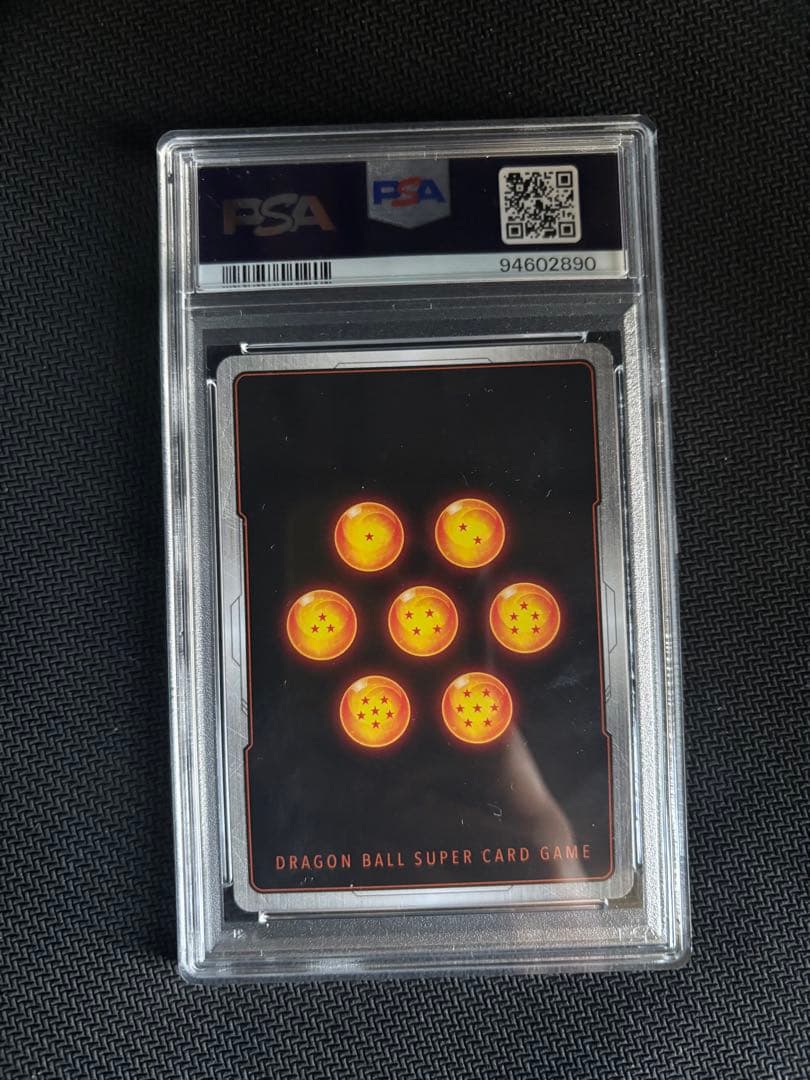 PSA PSA
94602890
DRAGON BALL SUPER CARD GAME